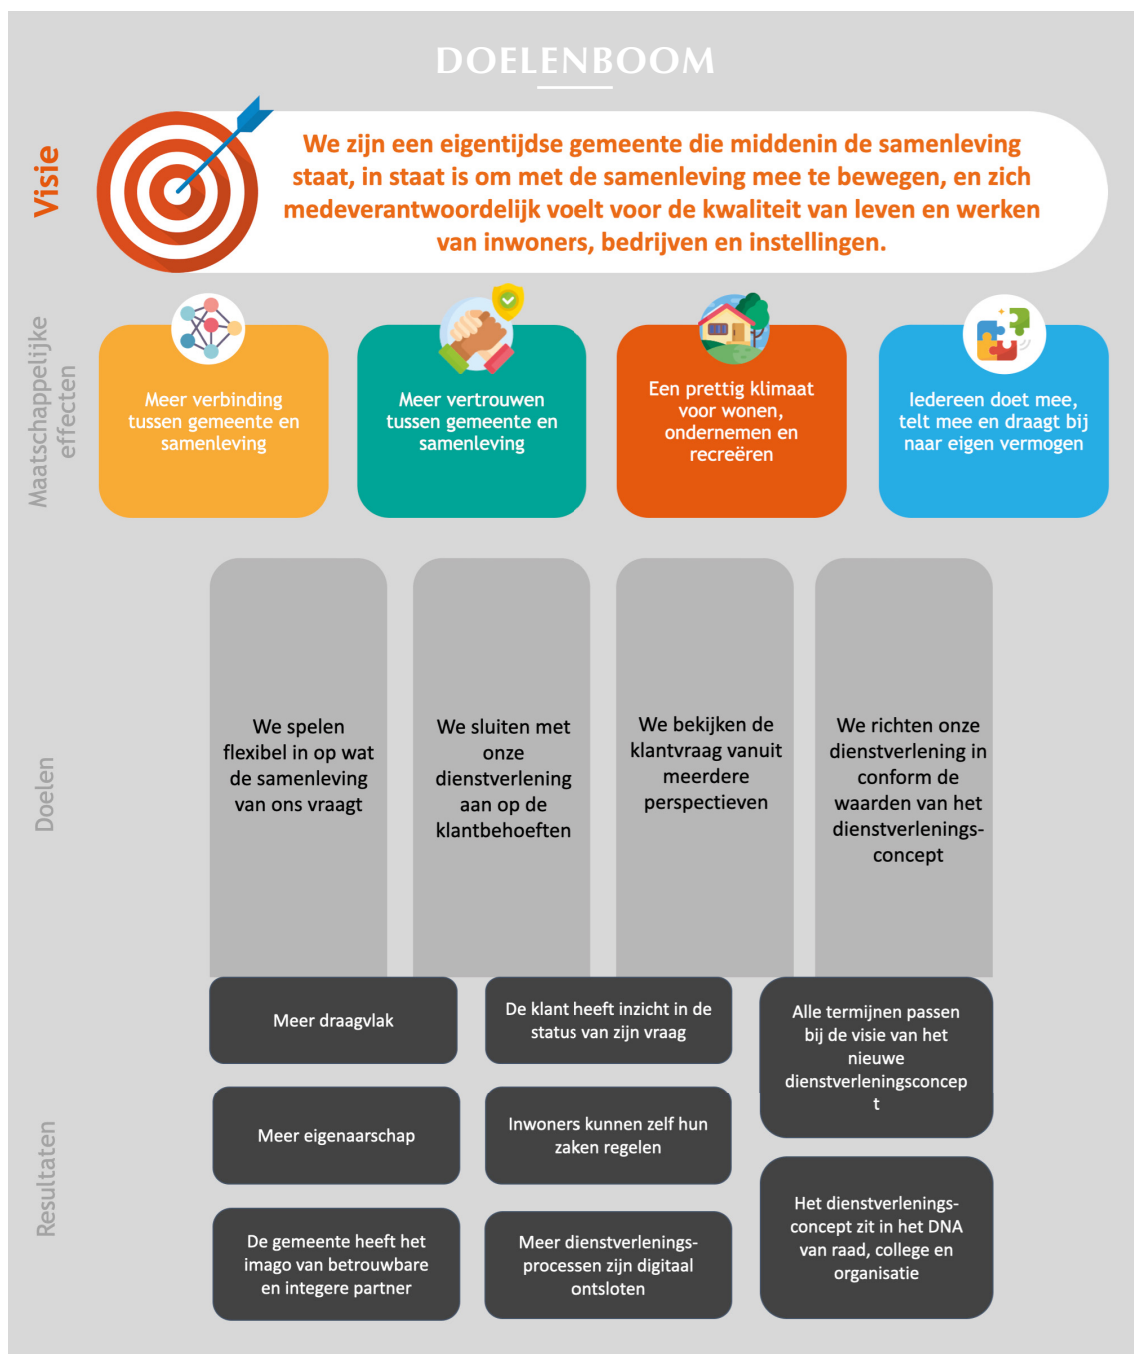 DOELENBOOM
Visie
We zijn een eigentijdse gemeente die middenin de samenleving
staat, in staat is om met de samenleving mee te bewegen, en zich
medeverantwoordelijk voelt voor de kwaliteit van leven en werken
van inwoners, bedrijven en instellingen.
Maatschappelijke
effecten
Meer verbinding
tussen gemeente en
samenleving
Meer vertrouwen
tussen gemeente en
samenleving
Een prettig klimaat
voor wonen,
ondernemen en
recreëren
Iedereen doet mee,
telt mee en draagt bij
naar eigen vermogen
Doelen
We spelen
flexibel in op wat
de samenleving
van ons vraagt
We sluiten met
onze
dienstverlening
aan op de
klantbehoeften
We bekijken de
klantvraag vanuit
meerdere
perspectieven
We richten onze
dienstverlening in
conform de
waarden van het
dienstverlenings-
concept
Resultaten
Meer draagvlak
Meer eigenaarschap
De gemeente heeft het
imago van betrouwbare
en integere partner
De klant heeft inzicht in de
status van zijn vraag
Inwoners kunnen zelf hun
zaken regelen
Meer dienstverlenings-
processen zijn digitaal
ontsloten
Alle termijnen passen
bij de visie van het
nieuwe
dienstverleningsconcep
t
Het dienstverlenings-
concept zit in het DNA
van raad, college en
organisatie